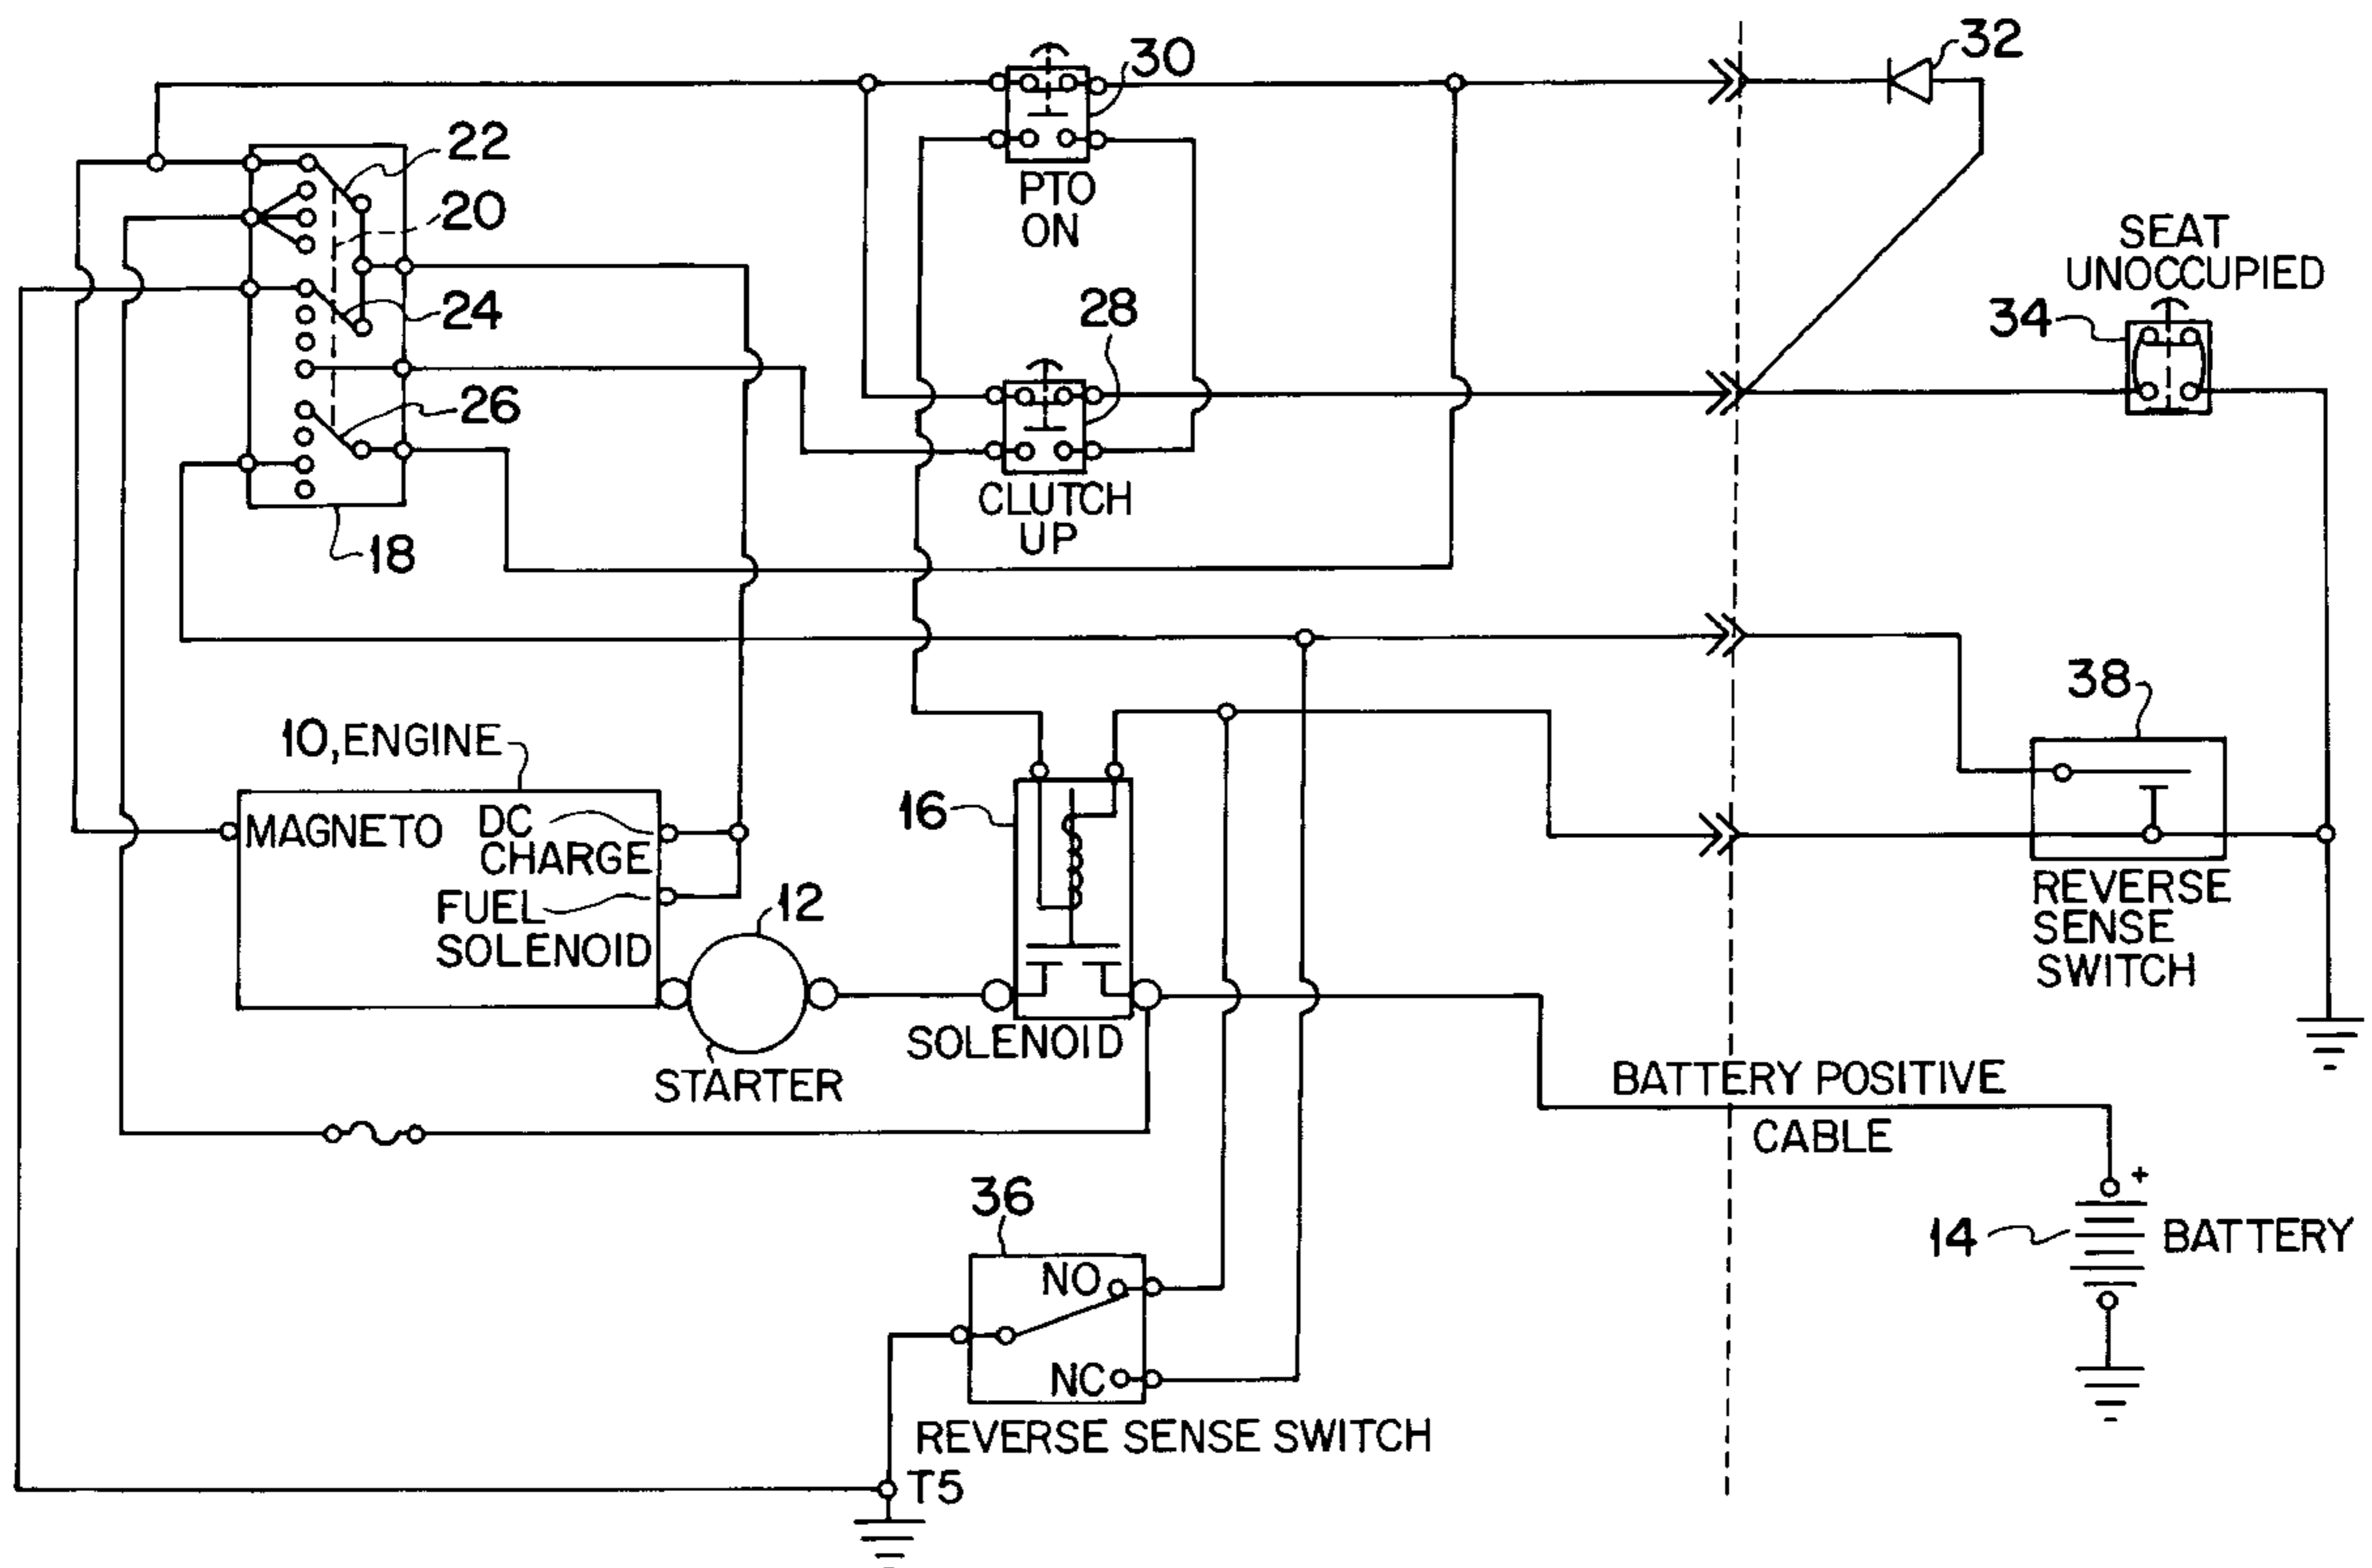 30
32
22
PTO
ON
20
SEAT
UNOCCUPIED
24
28
34
26
CLUTCH
UP
18
38
10, ENGINE
16
MAGNETO
DC
CHARGE
REVERSE
SENSE
SWITCH
12
FUEL
SOLENOID
SOLENOID
STARTER
BATTERY POSITIVE
CABLE
+
36
14
BATTERY
NO
NC
REVERSE SENSE SWITCH
T5